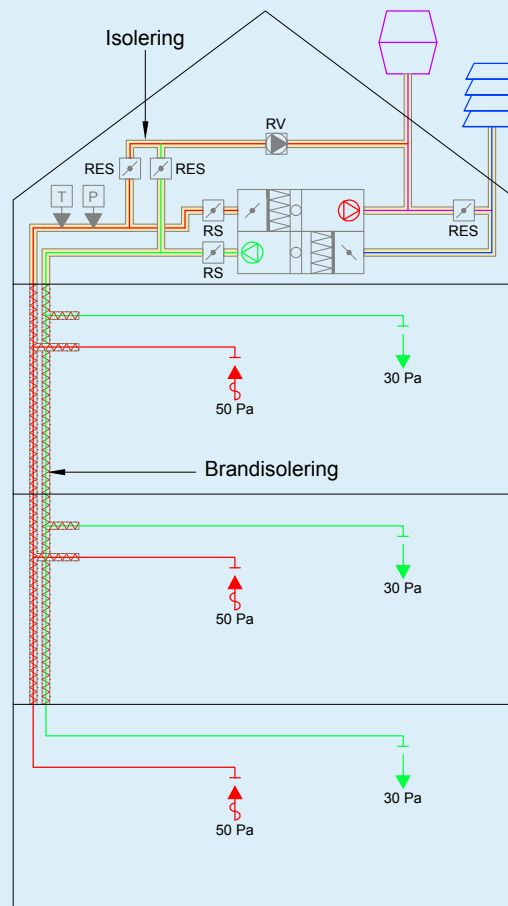 Isolering
RV
RES
RES
T
P
RS
RS
RES
50 Pa
30 Pa
Brandisolering
50 Pa
30 Pa
50 Pa
30 Pa